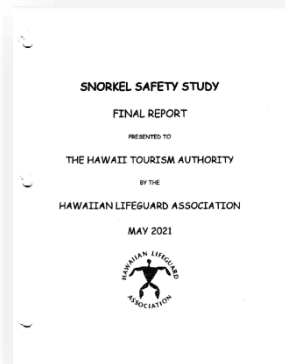 SNORKEL SAFETY STUDY
FINAL REPORT
PRESENTED TO
THE HAWAII TOURISM AUTHORITY
BY THE
HAWAIIAN LIFEGUARD ASSOCIATION
MAY 2021
HAWAIIAN LIFEGUARD
ASSOCIATION